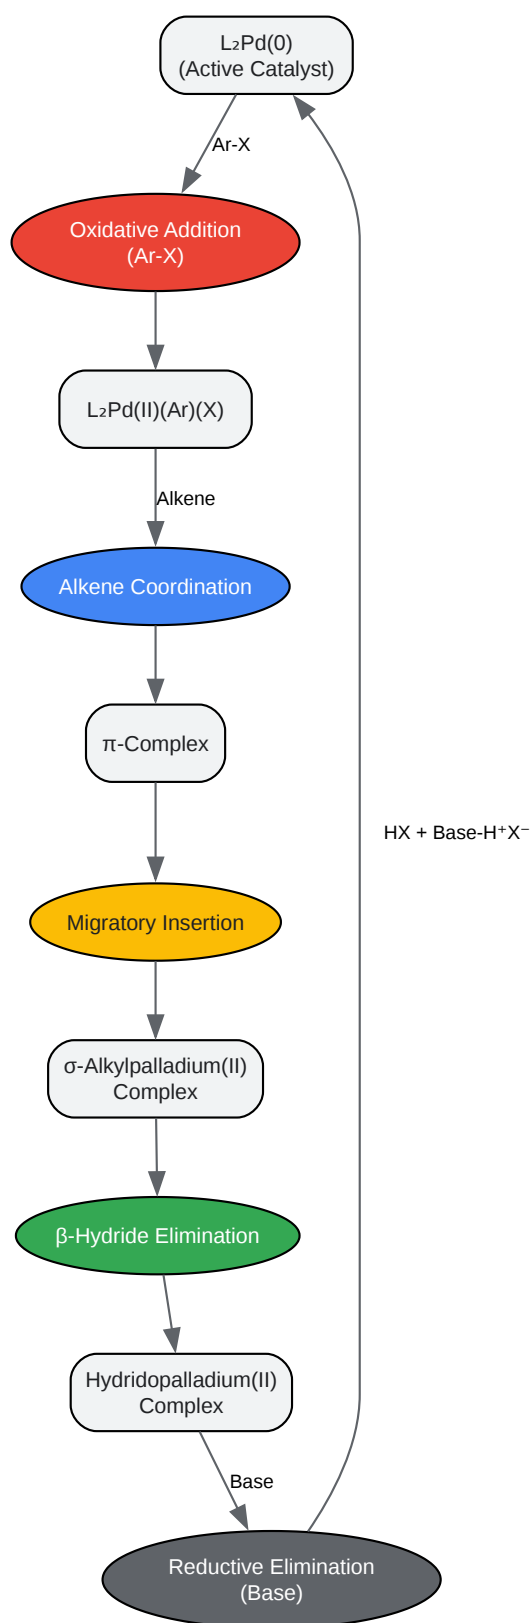 L₂Pd(0)
(Active Catalyst)
Ar-X
Oxidative Addition
(Ar-X)
L₂Pd(II)(Ar)(X)
Alkene
Alkene Coordination
π-Complex
HX + Base-H⁺X⁻
Migratory Insertion
σ-Alkylpalladium(II)
Complex
β-Hydride Elimination
Hydridopalladium(II)
Complex
Base
Reductive Elimination
(Base)